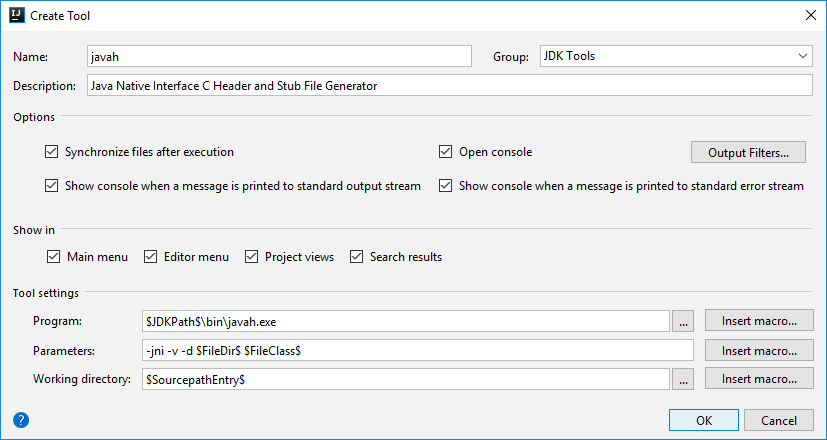 IJ Create Tool
Name: javah Group: JDK Tools
Description: Java Native Interface C Header and Stub File Generator
Options
Synchronize files after execution Open console Output Filters...
Show console when a message is printed to standard output stream Show console when a message is printed to standard error stream
Show in
Main menu Editor menu Project views Search results
Tool settings
Program: $JDKPath$\bin\javah.exe ... Insert macro...
Parameters: -jni -v -d $FileDir$ $FileClass$ Insert macro...
Working directory: $SourcepathEntry$ ... Insert macro...
? OK Cancel